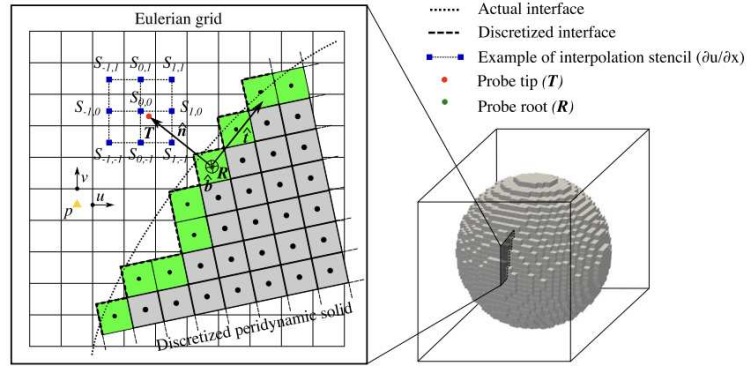 Eulerian grid
S-1,1 S0,1 S1,1
S-1,0 S0,0 S1,0
T n̂ t̂
S-1,-1 S0,-1 S1,-1
b̂ R
v
p u
Discretized peridynamic solid
Actual interface
Discretized interface
Example of interpolation stencil (∂u/∂x)
Probe tip (T)
Probe root (R)